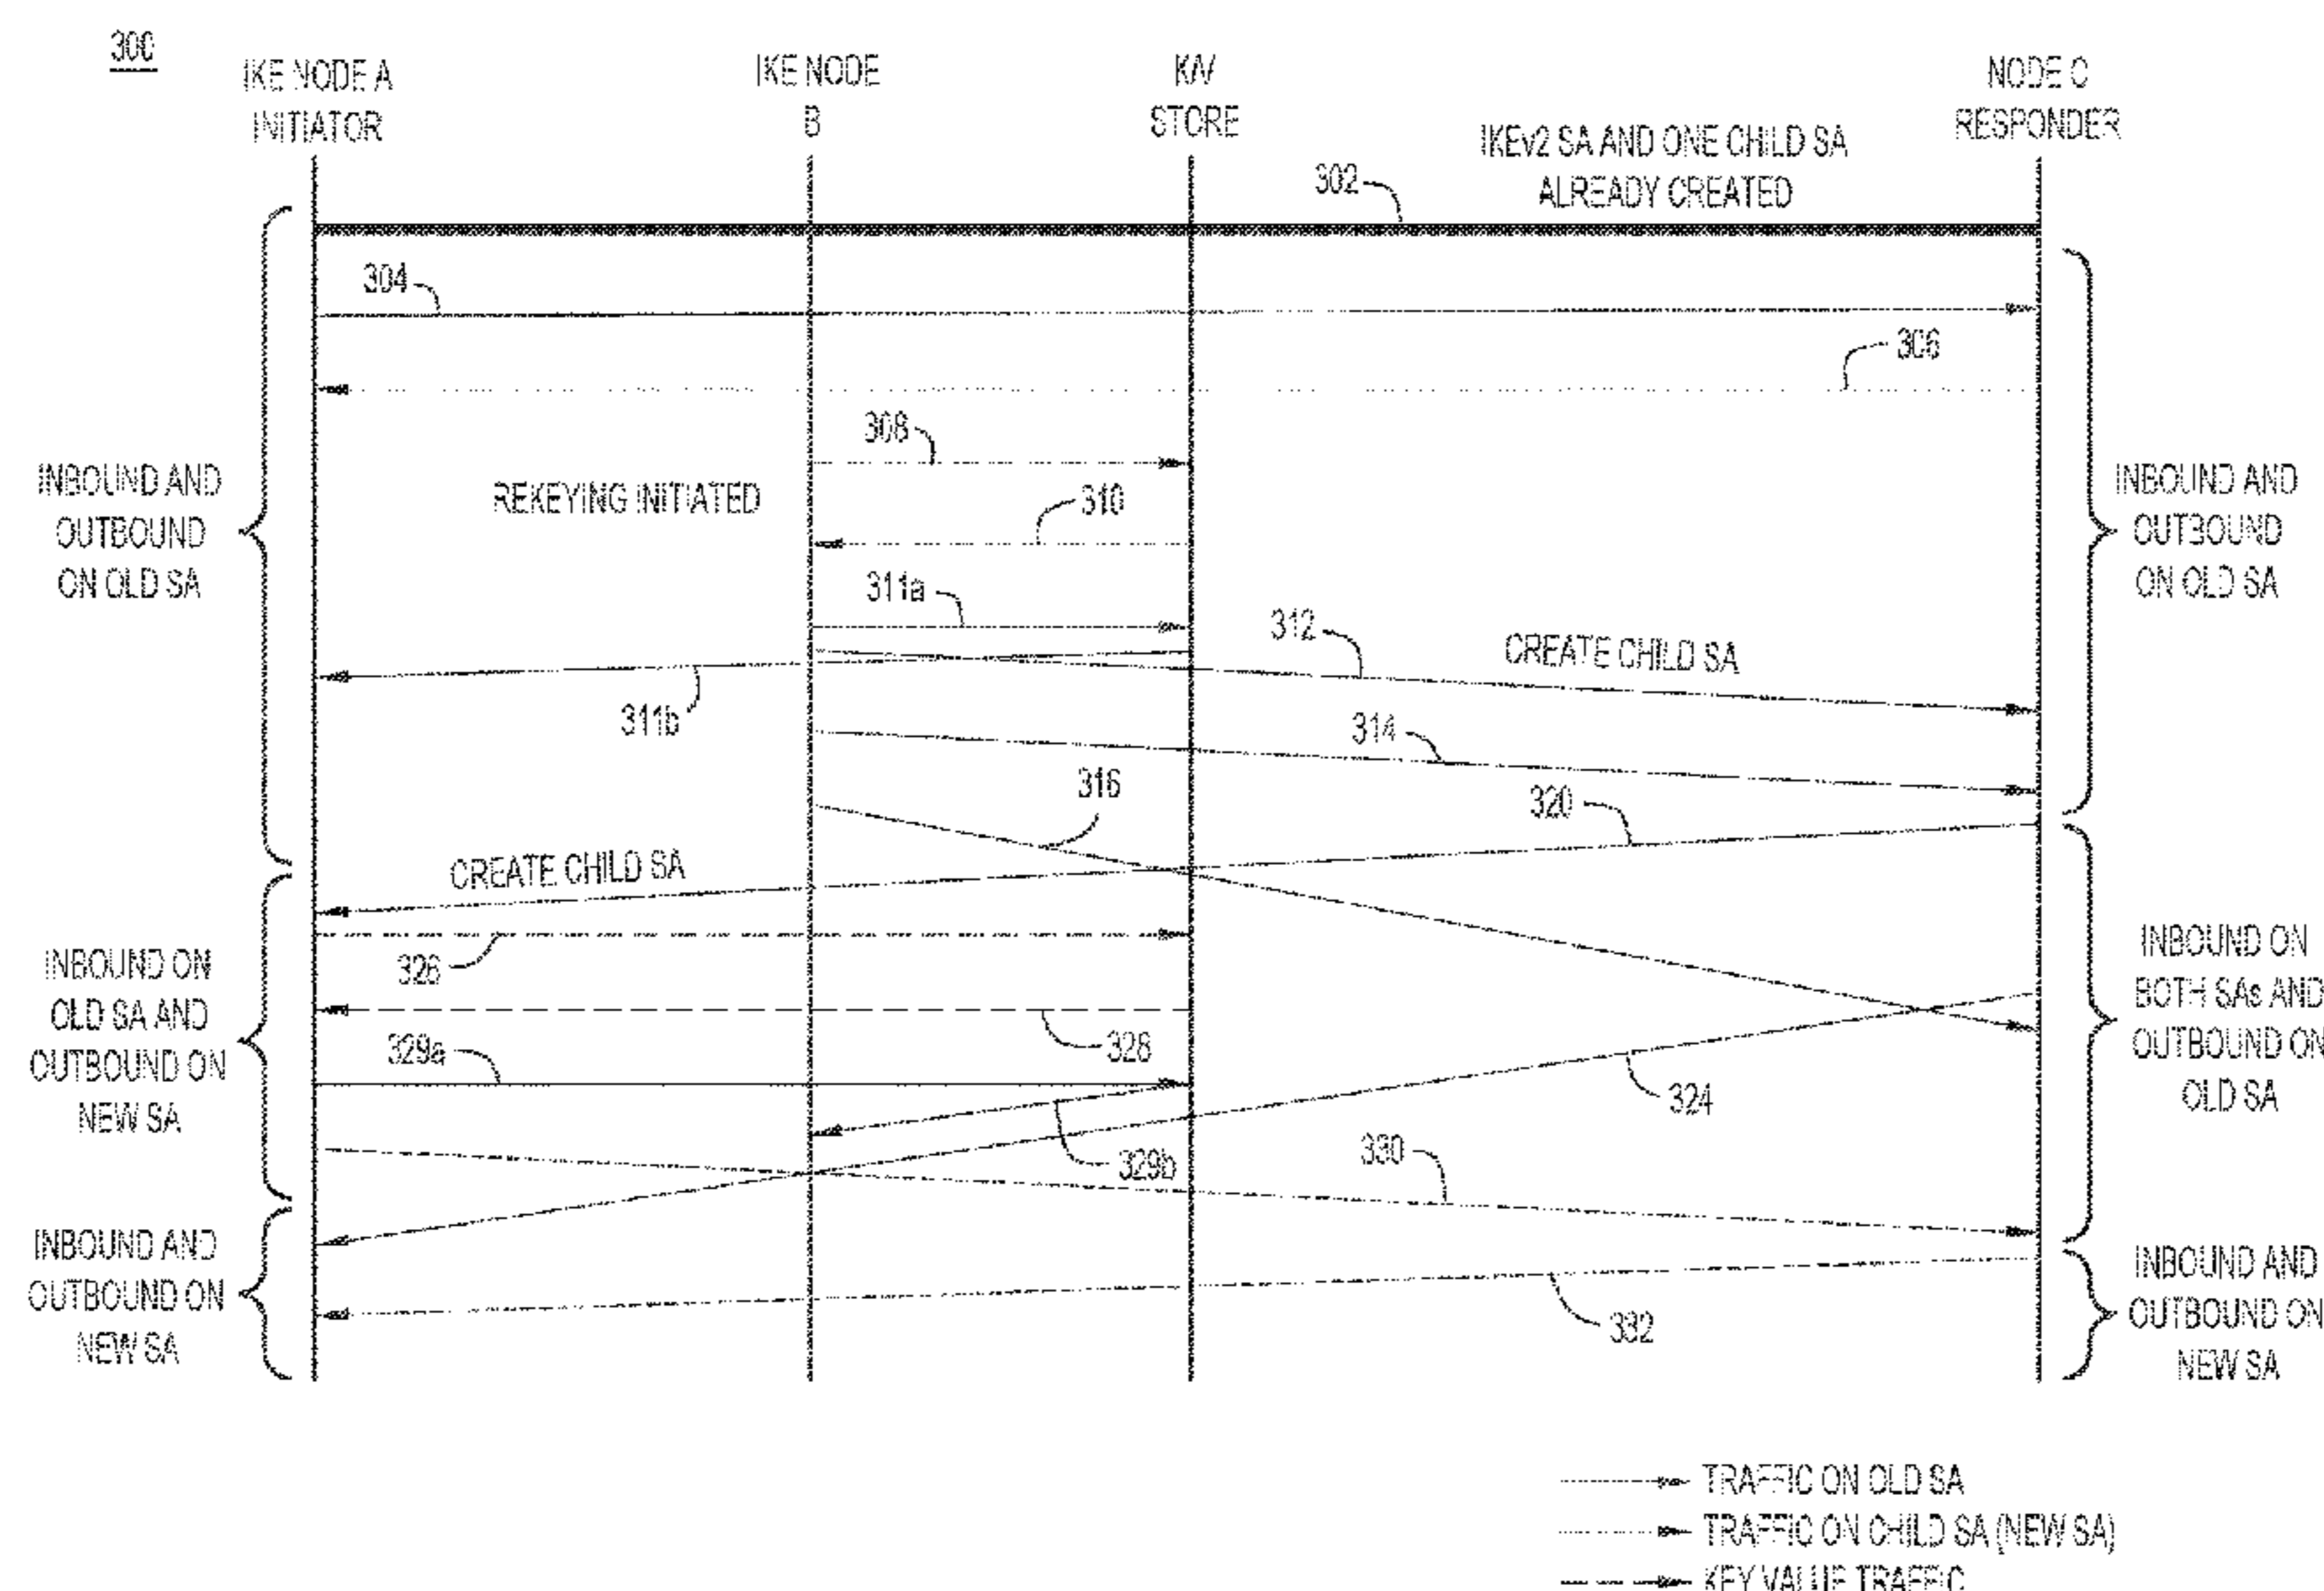 300
IKE NODE A
INITIATOR
IKE NODE
B
K/V
STORE
NODE C
RESPONDER
IKEv2 SA AND ONE CHILD SA
ALREADY CREATED
302
304
306
308
REKEYING INITIATED
310
INBOUND AND
OUTBOUND
ON OLD SA
INBOUND AND
OUTBOUND
ON OLD SA
311a
312
CREATE CHILD SA
311b
314
316
320
CREATE CHILD SA
326
INBOUND ON
OLD SA AND
OUTBOUND ON
NEW SA
INBOUND ON
BOTH SAs AND
OUTBOUND ON
OLD SA
328
329a
324
329b
330
INBOUND AND
OUTBOUND ON
NEW SA
INBOUND AND
OUTBOUND ON
NEW SA
332
TRAFFIC ON OLD SA
TRAFFIC ON CHILD SA (NEW SA)
KEY VALUE TRAFFIC